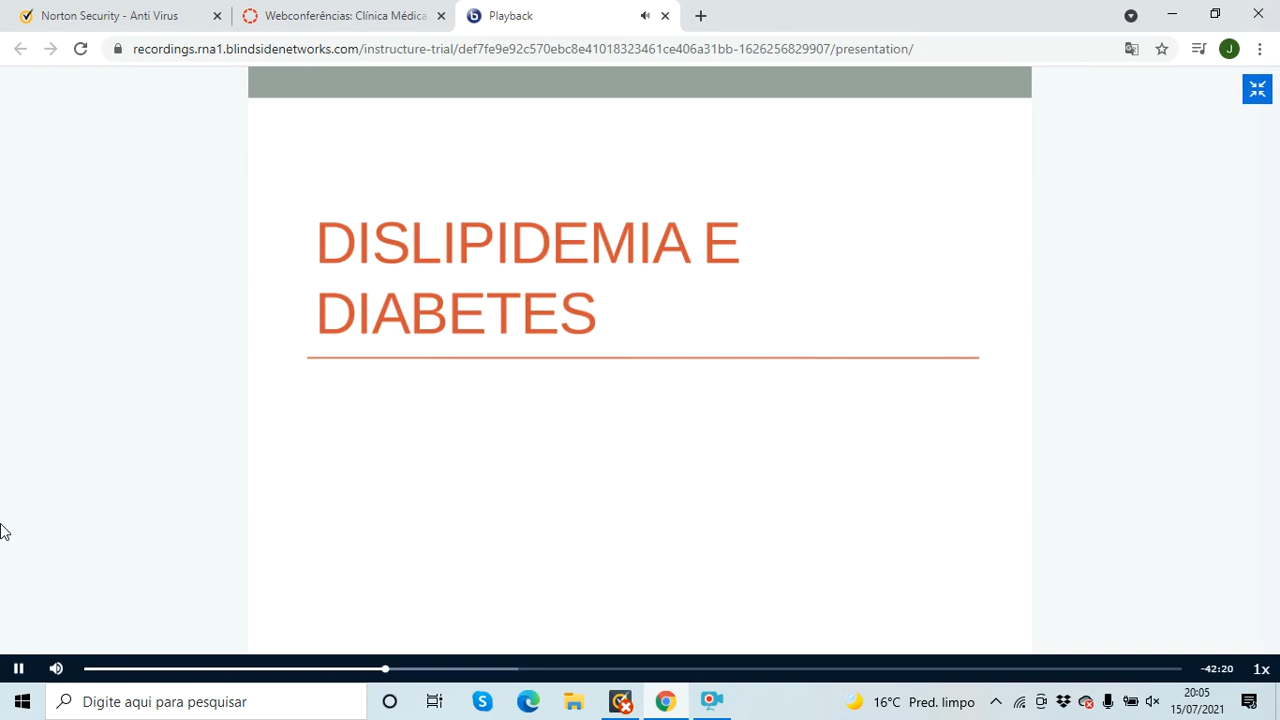 Norton Security - Anti Virus
Webconferências: Clínica Médica
Playback
recordings.rna1.blindsidenetworks.com/instructure-trial/def7fe9e92c570ebc8e41018323461ce406a31bb-1626256829907/presentation/
J
DISLIPIDEMIA E
DIABETES
-42:20
1x
Digite aqui para pesquisar
16°C Pred. limpo
20:05
15/07/2021